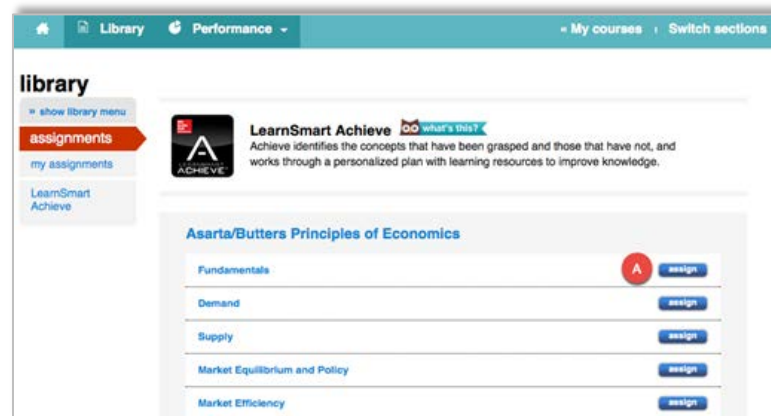 Library Performance « My courses Switch sections
library
» show library menu
assignments
my assignments
LearnSmart
Achieve
A
LEARNSMART
ACHIEVE
LearnSmart Achieve what's this?
Achieve identifies the concepts that have been grasped and those that have not, and
works through a personalized plan with learning resources to improve knowledge.
Asarta/Butters Principles of Economics
Fundamentals A assign
Demand assign
Supply assign
Market Equilibrium and Policy assign
Market Efficiency assign